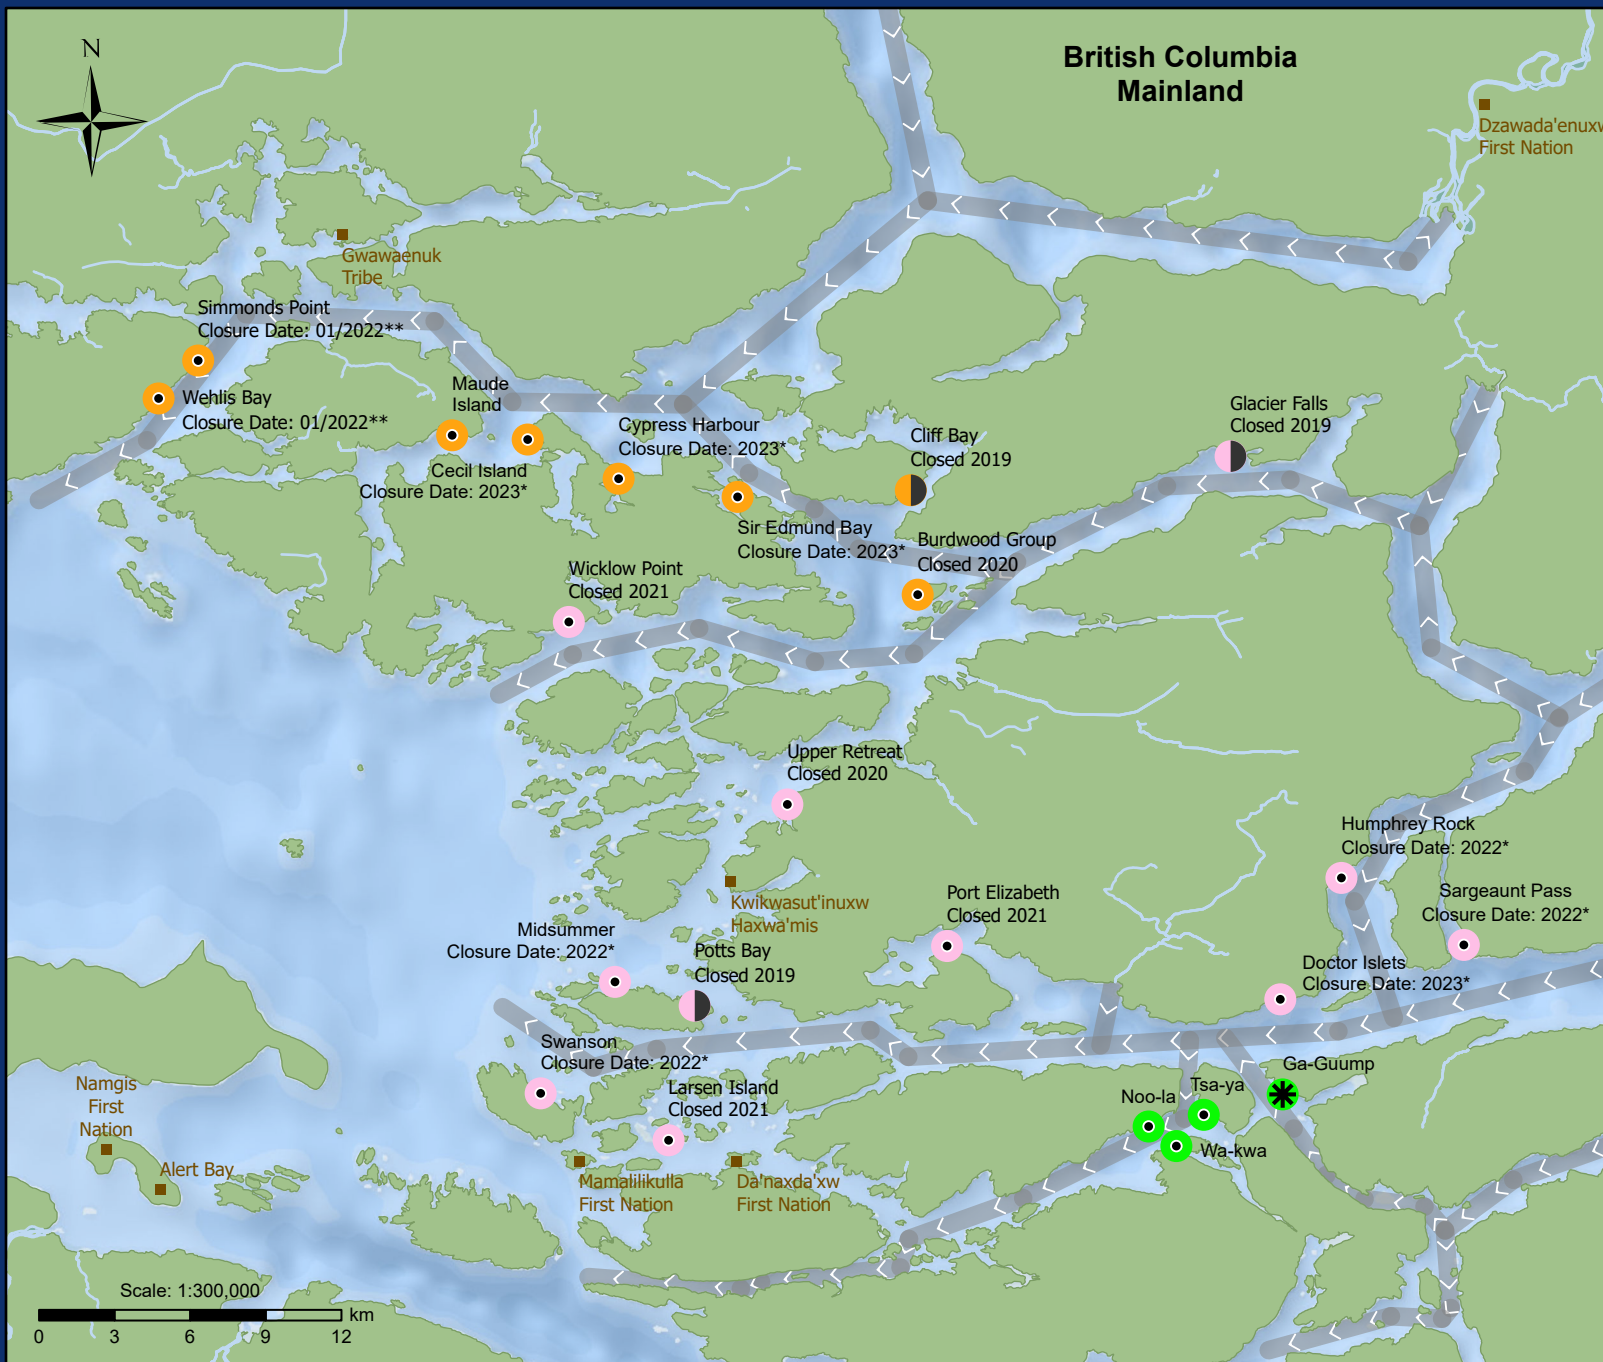 N
British Columbia
Mainland
Dzawada'enuxw
First Nation
Gwawaenuk
Tribe
Simmonds Point
Closure Date: 01/2022**
Wehlis Bay
Closure Date: 01/2022**
Maude
Island
Cecil Island
Closure Date: 2023*
Cypress Harbour
Closure Date: 2023*
Sir Edmund Bay
Closure Date: 2023*
Cliff Bay
Closed 2019
Glacier Falls
Closed 2019
Burdwood Group
Closed 2020
Wicklow Point
Closed 2021
Upper Retreat
Closed 2020
Humphrey Rock
Closure Date: 2022*
Sargeaunt Pass
Closure Date: 2022*
Kwikwasut'inuxw
Haxwa'mis
Port Elizabeth
Closed 2021
Midsummer
Closure Date: 2022*
Potts Bay
Closed 2019
Doctor Islets
Closure Date: 2023*
Swanson
Closure Date: 2022*
Larsen Island
Closed 2021
Ga-Guump
Tsa-ya
Noo-la
Wa-kwa
Namgis
First
Nation
Alert Bay
Mamalilikulla
First Nation
Da'naxda'xw
First Nation
Scale: 1:300,000
km
0 3 6 9 12